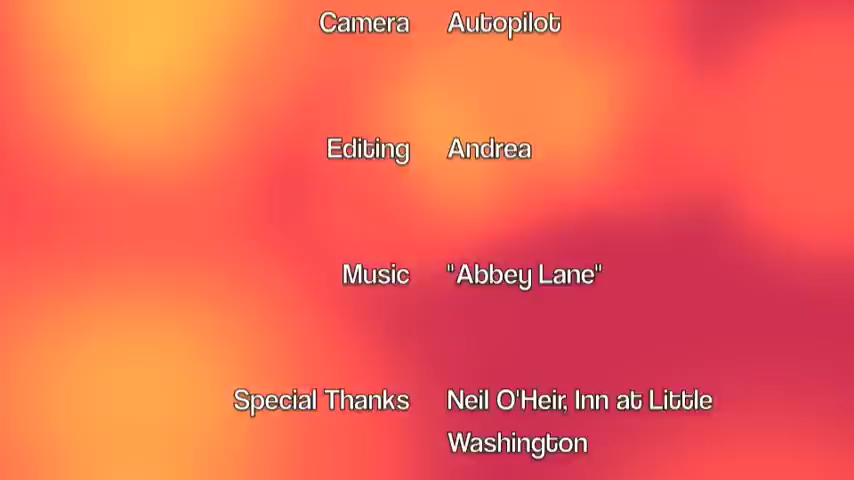 Camera Autopilot
Editing Andrea
Music "Abbey Lane"
Special Thanks Neil O'Heir, Inn at Little
Washington